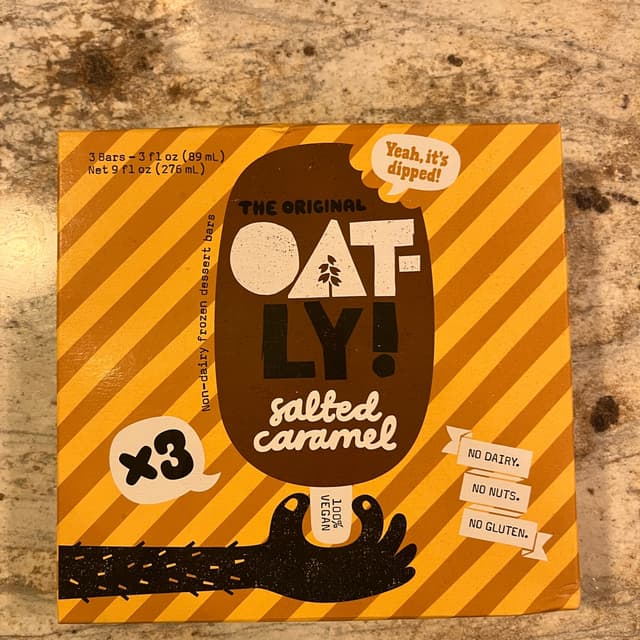 3 Bars – 3 fl oz (89 mL)
Net 9 fl oz (276 mL)
Yeah, it's
dipped!
THE ORIGINAL
OAT-
LY!
Non-dairy frozen dessert bars
salted
caramel
x3
100%
VEGAN
NO DAIRY.
NO NUTS.
NO GLUTEN.